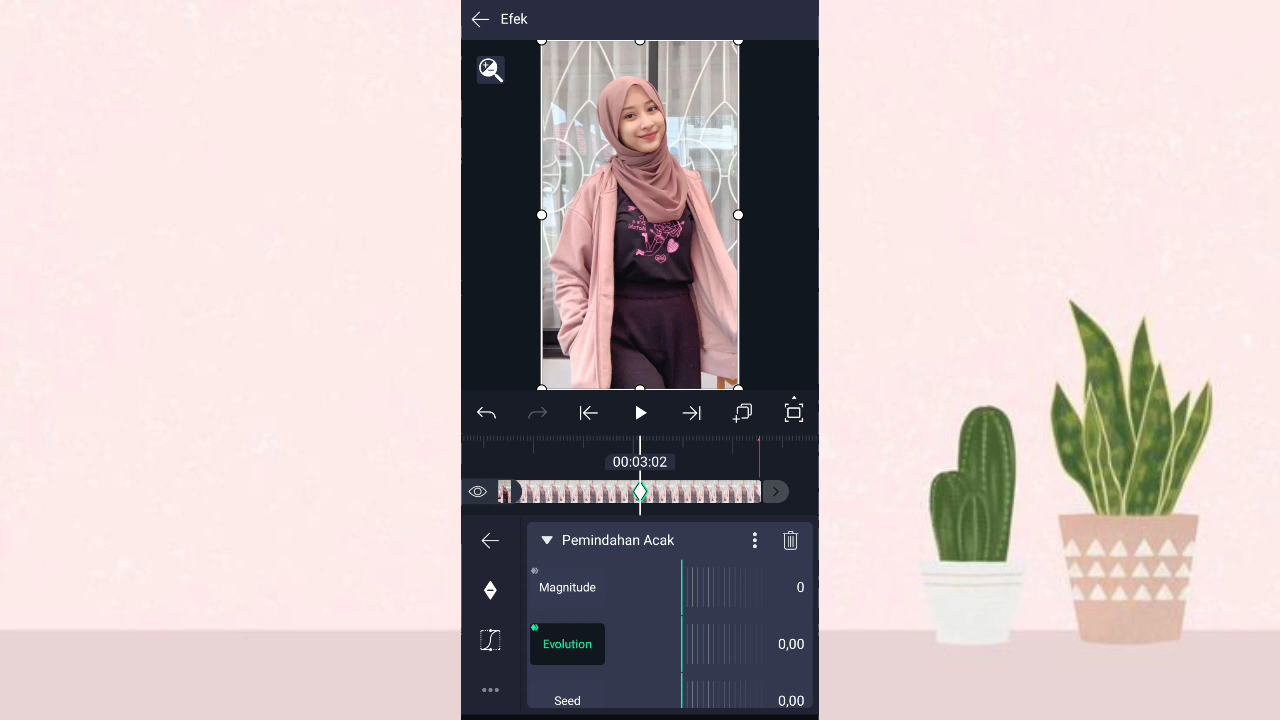 Efek
00:03:02
Pemindahan Acak
Magnitude
0
Evolution
0,00
Seed
0,00